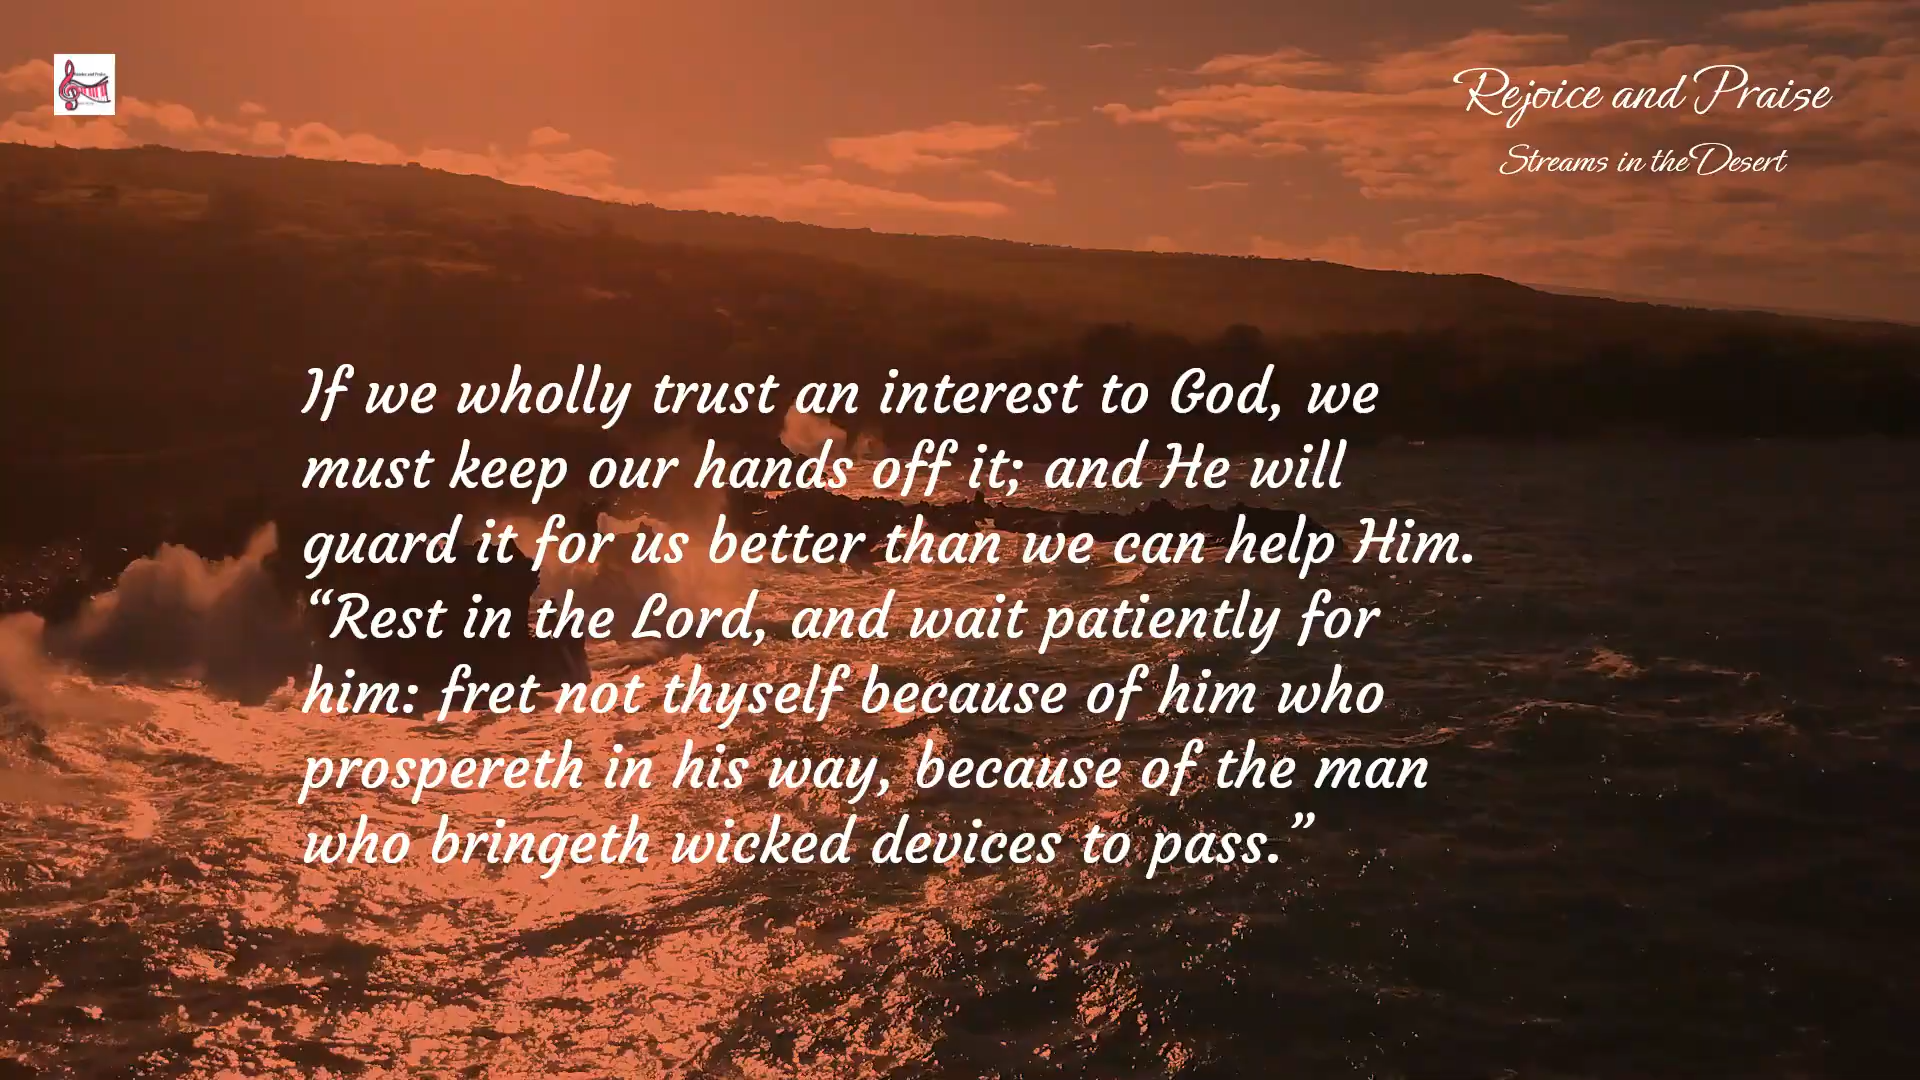 Rejoice and Praise
Streams in the Desert
If we wholly trust an interest to God, we
must keep our hands off it; and He will
guard it for us better than we can help Him.
“Rest in the Lord, and wait patiently for
him: fret not thyself because of him who
prospereth in his way, because of the man
who bringeth wicked devices to pass.”